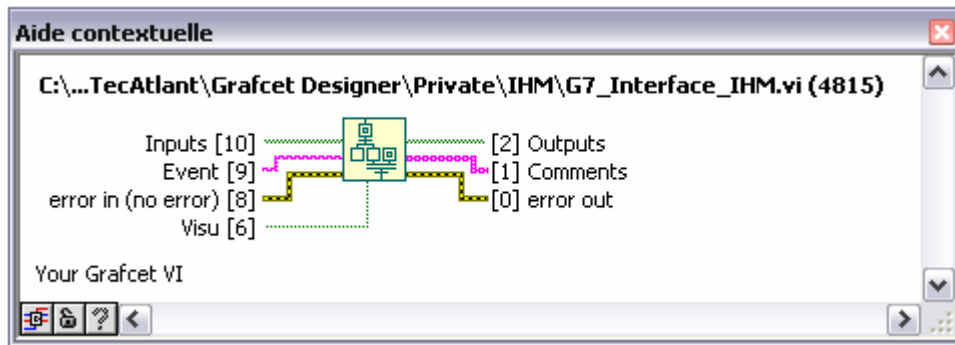 Aide contextuelle
C:\...TecAtlant\Grafcet Designer\Private\IHM\G7_Interface_IHM.vi (4815)
Inputs [10] [2] Outputs
Event [9] [1] Comments
error in (no error) [8] [0] error out
Visu [6]
Your Grafcet VI
?